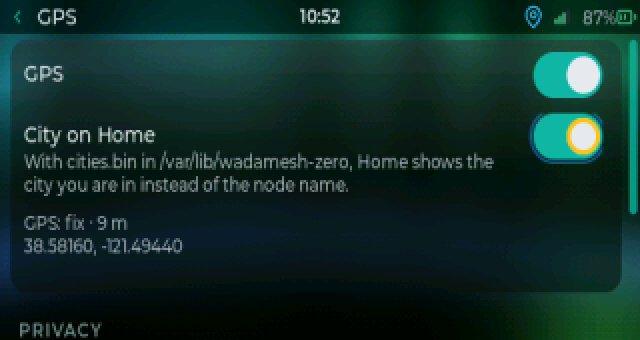 GPS 10:52 87%
GPS
City on Home
With cities.bin in /var/lib/wadamesh-zero, Home shows the
city you are in instead of the node name.
GPS: fix · 9 m
38.58160, -121.49440
PRIVACY